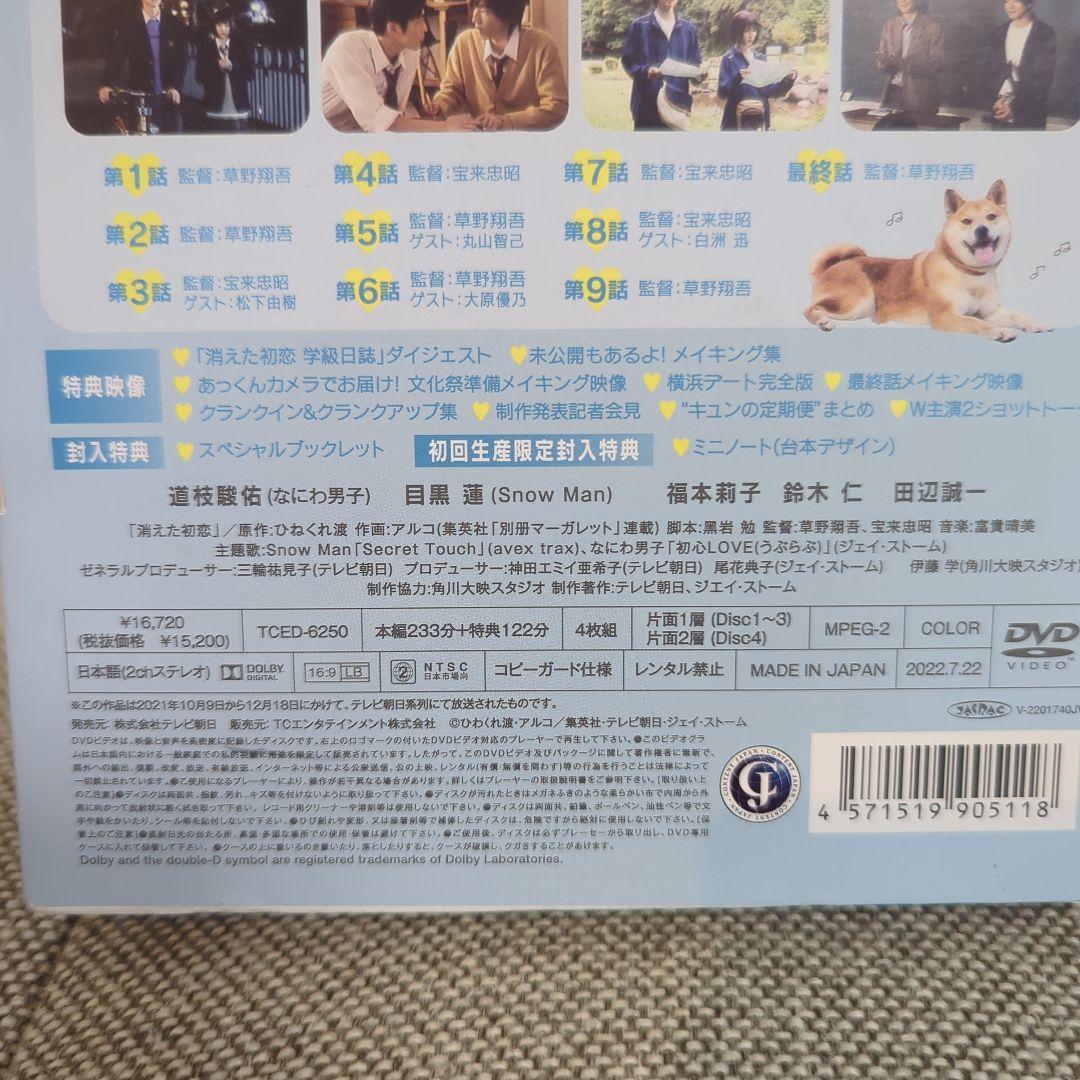 第1話 監督:草野翔吾
第2話 監督:草野翔吾
第3話 監督:宝来忠昭
ゲスト:松下由樹
第4話 監督:宝来忠昭
第5話 監督:草野翔吾
ゲスト:丸山智己
第6話 監督:草野翔吾
ゲスト:大原優乃
第7話 監督:宝来忠昭
第8話 監督:宝来忠昭
ゲスト:白洲 迅
第9話 監督:草野翔吾
最終話 監督:草野翔吾
特典映像
「消えた初恋 学級日誌」ダイジェスト 未公開もあるよ! メイキング集
あっくんカメラでお届け! 文化祭準備メイキング映像 横浜デート完全版 最終話メイキング映像
クランクイン&クランクアップ集 制作発表記者会見 “キュンの定期便”まとめ W主演2ショットトーク
封入特典 スペシャルブックレット 初回生産限定封入特典 ミニノート(台本デザイン)
道枝駿佑(なにわ男子) 目黒 蓮(Snow Man) 福本莉子 鈴木 仁 田辺誠一
「消えた初恋」/原作:ひねくれ渡 作画:アルコ(集英社「別冊マーガレット」連載) 脚本:黒岩 勉 監督:草野翔吾、宝来忠昭 音楽:富貴晴美
主題歌:Snow Man「Secret Touch」(avex trax)、なにわ男子「初心LOVE(うぶらぶ)」(ジェイ・ストーム)
ゼネラルプロデューサー:三輪祐見子(テレビ朝日) プロデューサー:神田エミイ亜希子(テレビ朝日) 尾花典子(ジェイ・ストーム) 伊藤 学(角川大映スタジオ)
制作協力:角川大映スタジオ 制作著作:テレビ朝日、ジェイ・ストーム
¥16,720
(税抜価格 ¥15,200)
TCED-6250
本編233分+特典122分
4枚組
片面1層 (Disc1~3)
片面2層 (Disc4)
MPEG-2
COLOR
DVD
VIDEO
日本語(2chステレオ)
DOLBY
DIGITAL
16:9 LB
2
NTSC
日本市場向
コピーガード仕様
レンタル禁止
MADE IN JAPAN
2022.7.22
※この作品は2021年10月9日から12月18日にかけて、テレビ朝日系列にて放送されたものです。
発売元:株式会社テレビ朝日 販売元:TCエンタテインメント株式会社 ©ひねくれ渡・アルコ/集英社・テレビ朝日・ジェイ・ストーム
JASRAC V-2201740
CONTENT JAPAN
CJ
4 571519 905118
Dolby and the double-D symbol are registered trademarks of Dolby Laboratories.